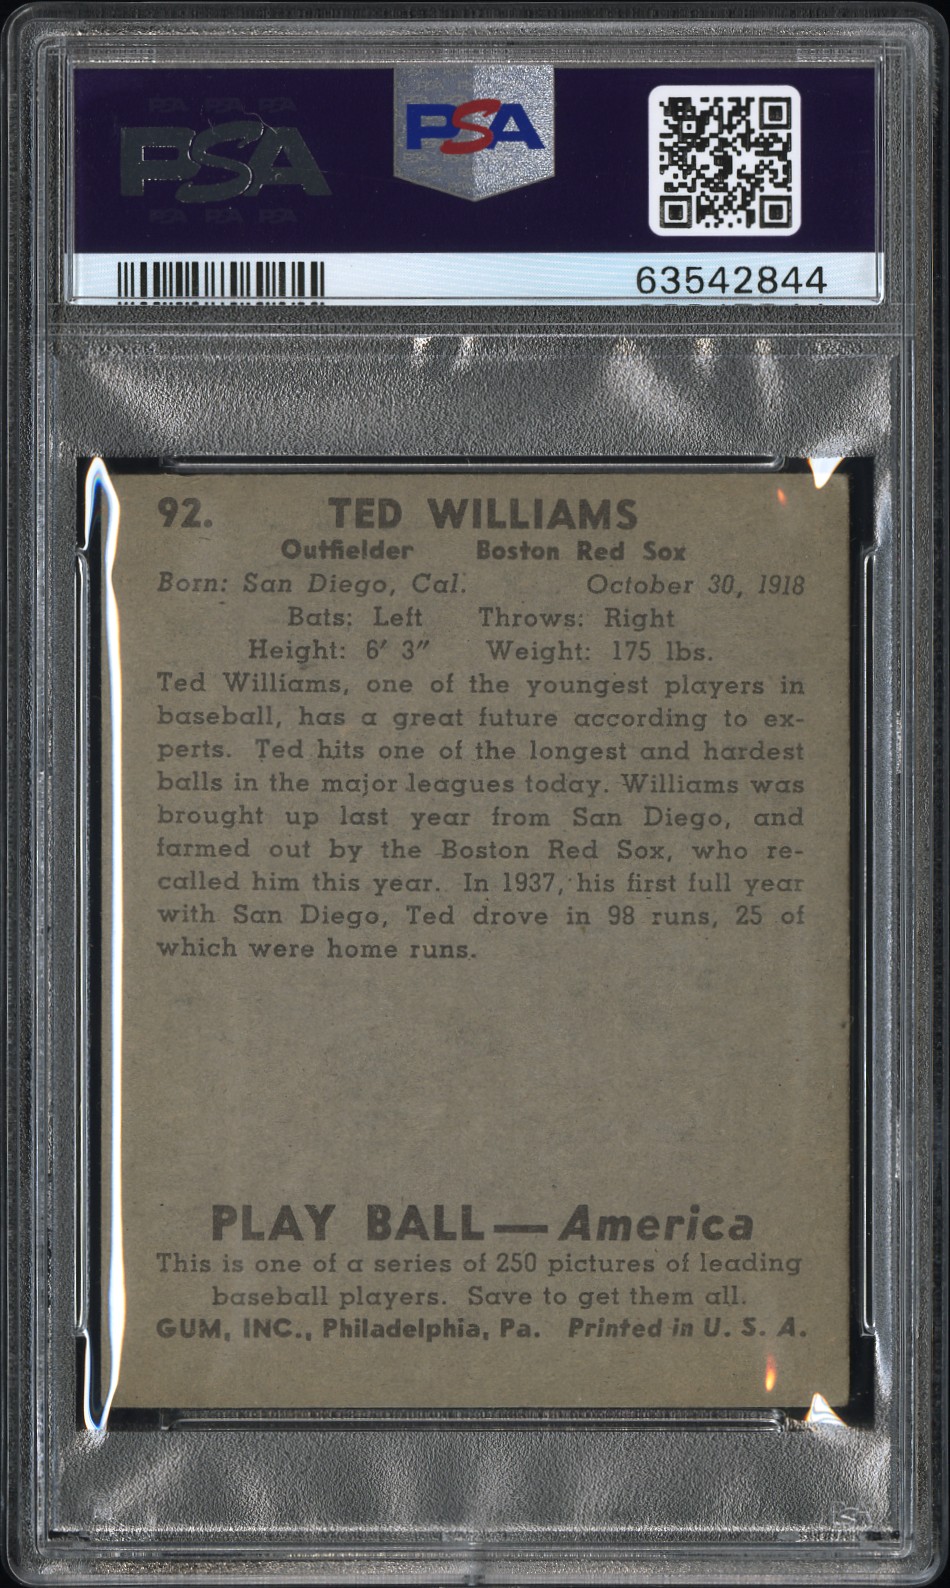 PSA
PSA
63542844
92. TED WILLIAMS
Outfielder Boston Red Sox
Born: San Diego, Cal. October 30, 1918
Bats: Left Throws: Right
Height: 6′ 3″ Weight: 175 lbs.
Ted Williams, one of the youngest players in
baseball, has a great future according to ex-
perts. Ted hits one of the longest and hardest
balls in the major leagues today. Williams was
brought up last year from San Diego, and
farmed out by the Boston Red Sox, who re-
called him this year. In 1937, his first full year
with San Diego, Ted drove in 98 runs, 25 of
which were home runs.
PLAY BALL — America
This is one of a series of 250 pictures of leading
baseball players. Save to get them all.
GUM, INC., Philadelphia, Pa. Printed in U. S. A.